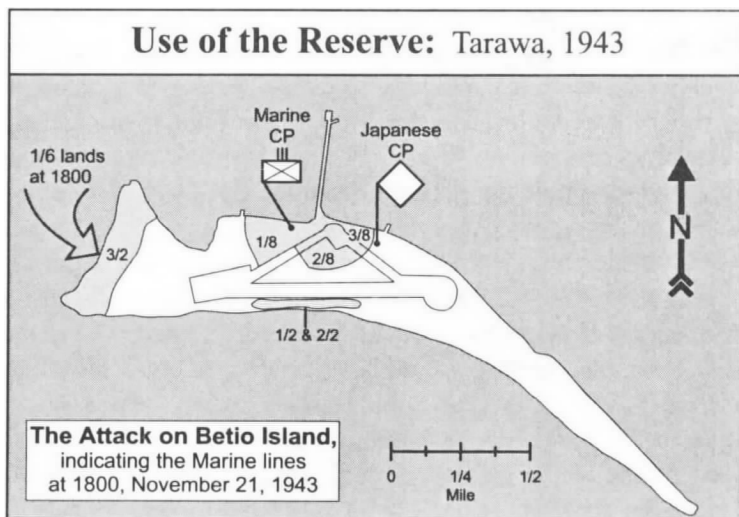 Use of the Reserve: Tarawa, 1943
Marine
CP
III
Japanese
CP
1/6 lands
at 1800
3/2
1/8
2/8
3/8
N
1/2 & 2/2
The Attack on Betio Island,
indicating the Marine lines
at 1800, November 21, 1943
0 1/4 1/2
Mile